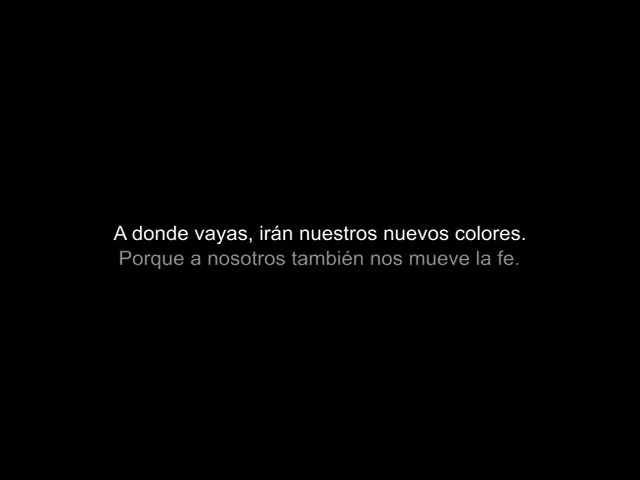 A donde vayas, irán nuestros nuevos colores.
Porque a nosotros también nos mueve la fe.